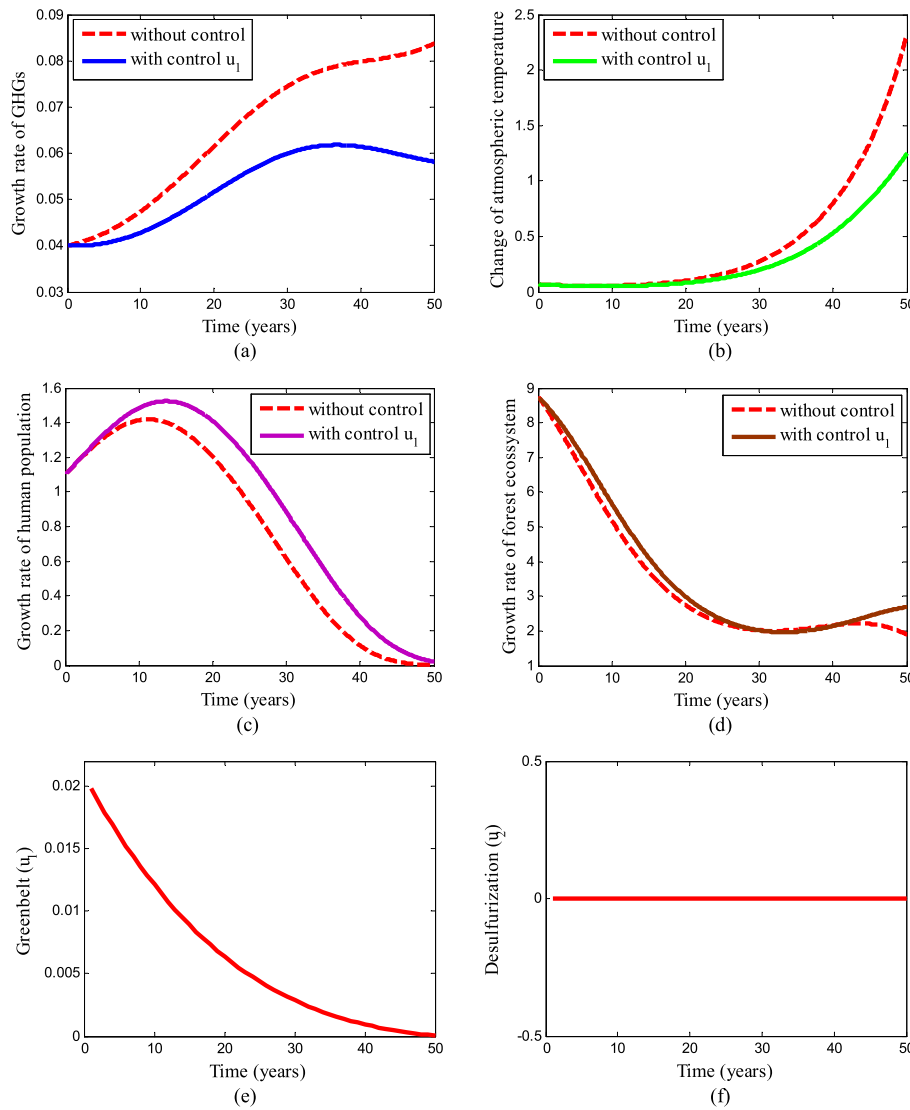 without control
with control u1
Growth rate of GHGs
0.09
0.08
0.07
0.06
0.05
0.04
0.03
0 10 20 30 40 50
Time (years)
(a)
without control
with control u1
Change of atmospheric temperature
2.5
2
1.5
1
0.5
0
0 10 20 30 40 50
Time (years)
(b)
without control
with control u1
Growth rate of human population
1.6
1.4
1.2
1
0.8
0.6
0.4
0.2
0
0 10 20 30 40 50
Time (years)
(c)
without control
with control u1
Growth rate of forest ecosystem
9
8
7
6
5
4
3
2
1
0 10 20 30 40 50
Time (years)
(d)
Greenbelt (u1)
0.02
0.015
0.01
0.005
0
0 10 20 30 40 50
Time (years)
(e)
Desulfurization (u2)
0.5
0
-0.5
0 10 20 30 40 50
Time (years)
(f)